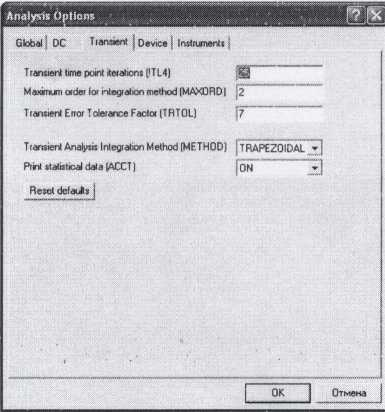 Analysis Options
Global DC Transient Device Instruments
Transient time point iterations (ITL4)
Maximum order for integration method (MAXORD) 2
Transient Error Tolerance Factor (TRTOL) 7
Transient Analysis Integration Method (METHOD) TRAPEZOIDAL
Print statistical data (ACCT) ON
Reset defaults
OK Отмена